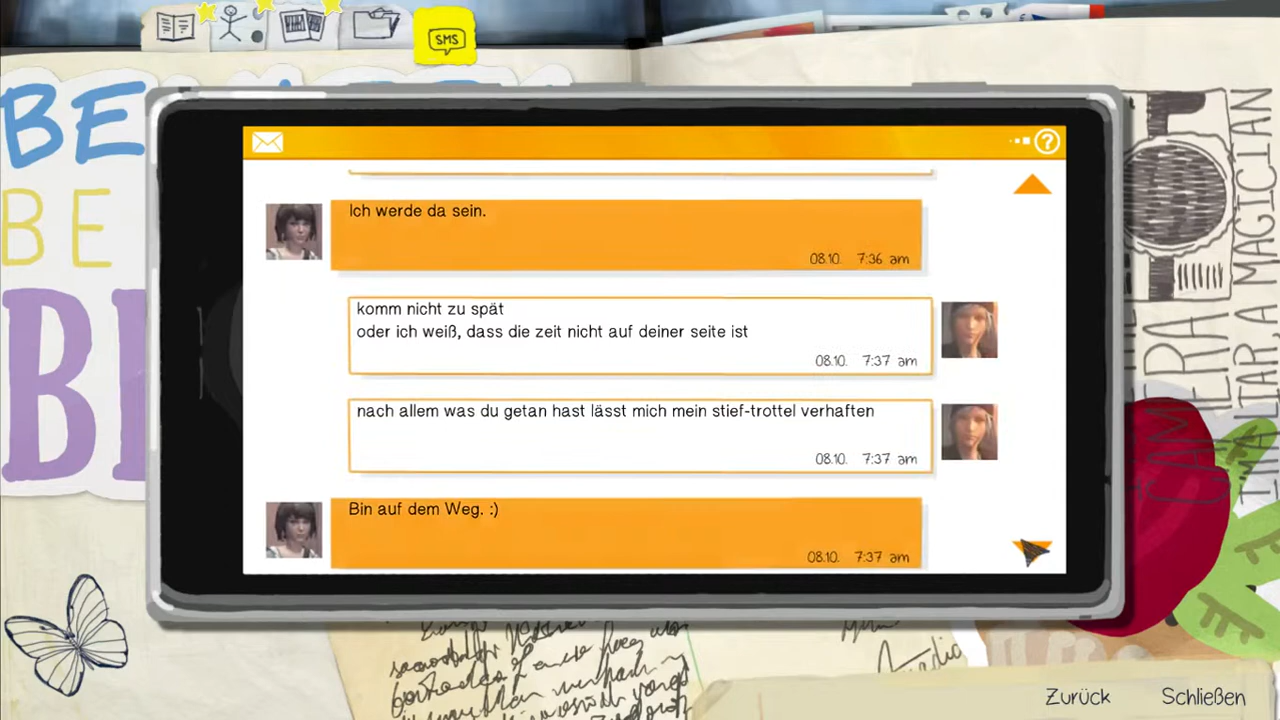 SMS
BE
BE
Ich werde da sein.
08.10. 7:36 am
komm nicht zu spät
oder ich weiß, dass die zeit nicht auf deiner seite ist
08.10. 7:37 am
nach allem was du getan hast lässt mich mein stief-trottel verhaften
08.10. 7:37 am
Bin auf dem Weg. :)
08.10. 7:37 am
CAMERA
MAGICIAN
Zurück
Schließen